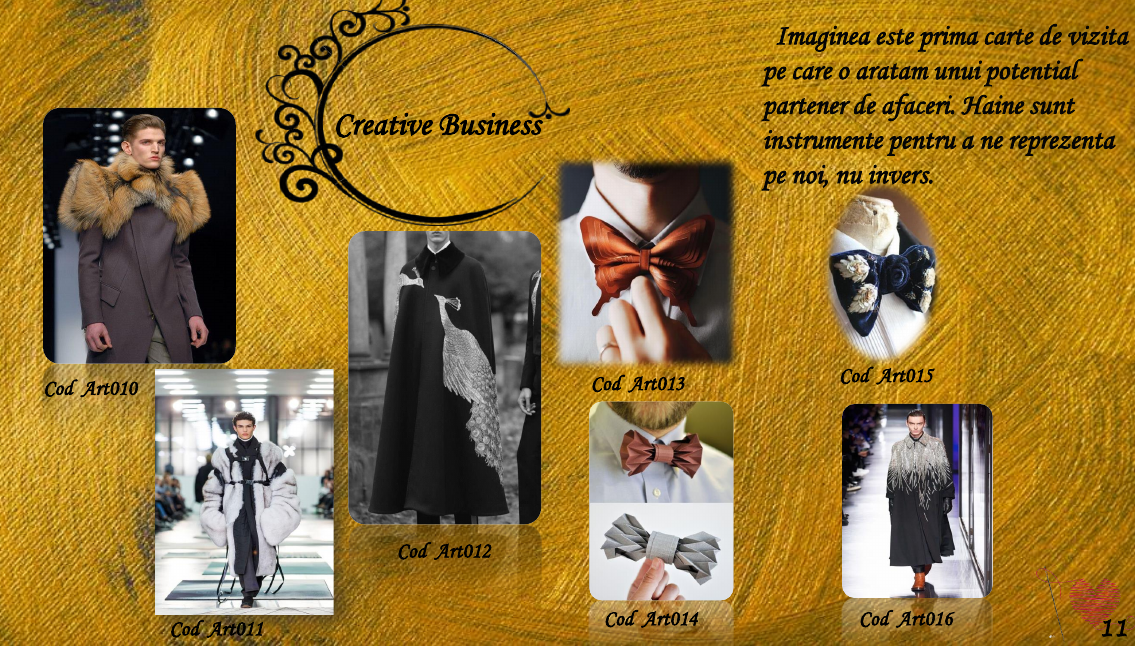 Creative Business
Imaginea este prima carte de vizita
pe care o aratam unui potential
partener de afaceri. Haine sunt
instrumente pentru a ne reprezenta
pe noi, nu invers.
Cod Art010
Cod Art011
Cod Art012
Cod Art013
Cod Art014
Cod Art015
Cod Art016
11